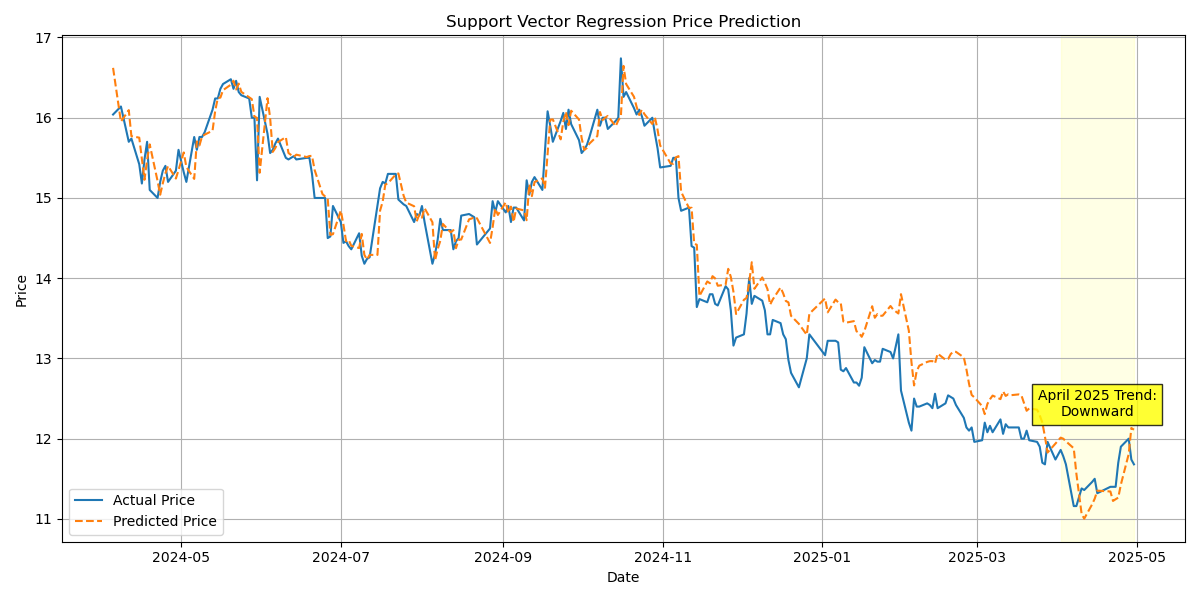 Support Vector Regression Price Prediction
17
16
15
14
13
12
11
Price
April 2025 Trend:
Downward
Actual Price
Predicted Price
2024-05
2024-07
2024-09
2024-11
2025-01
2025-03
2025-05
Date